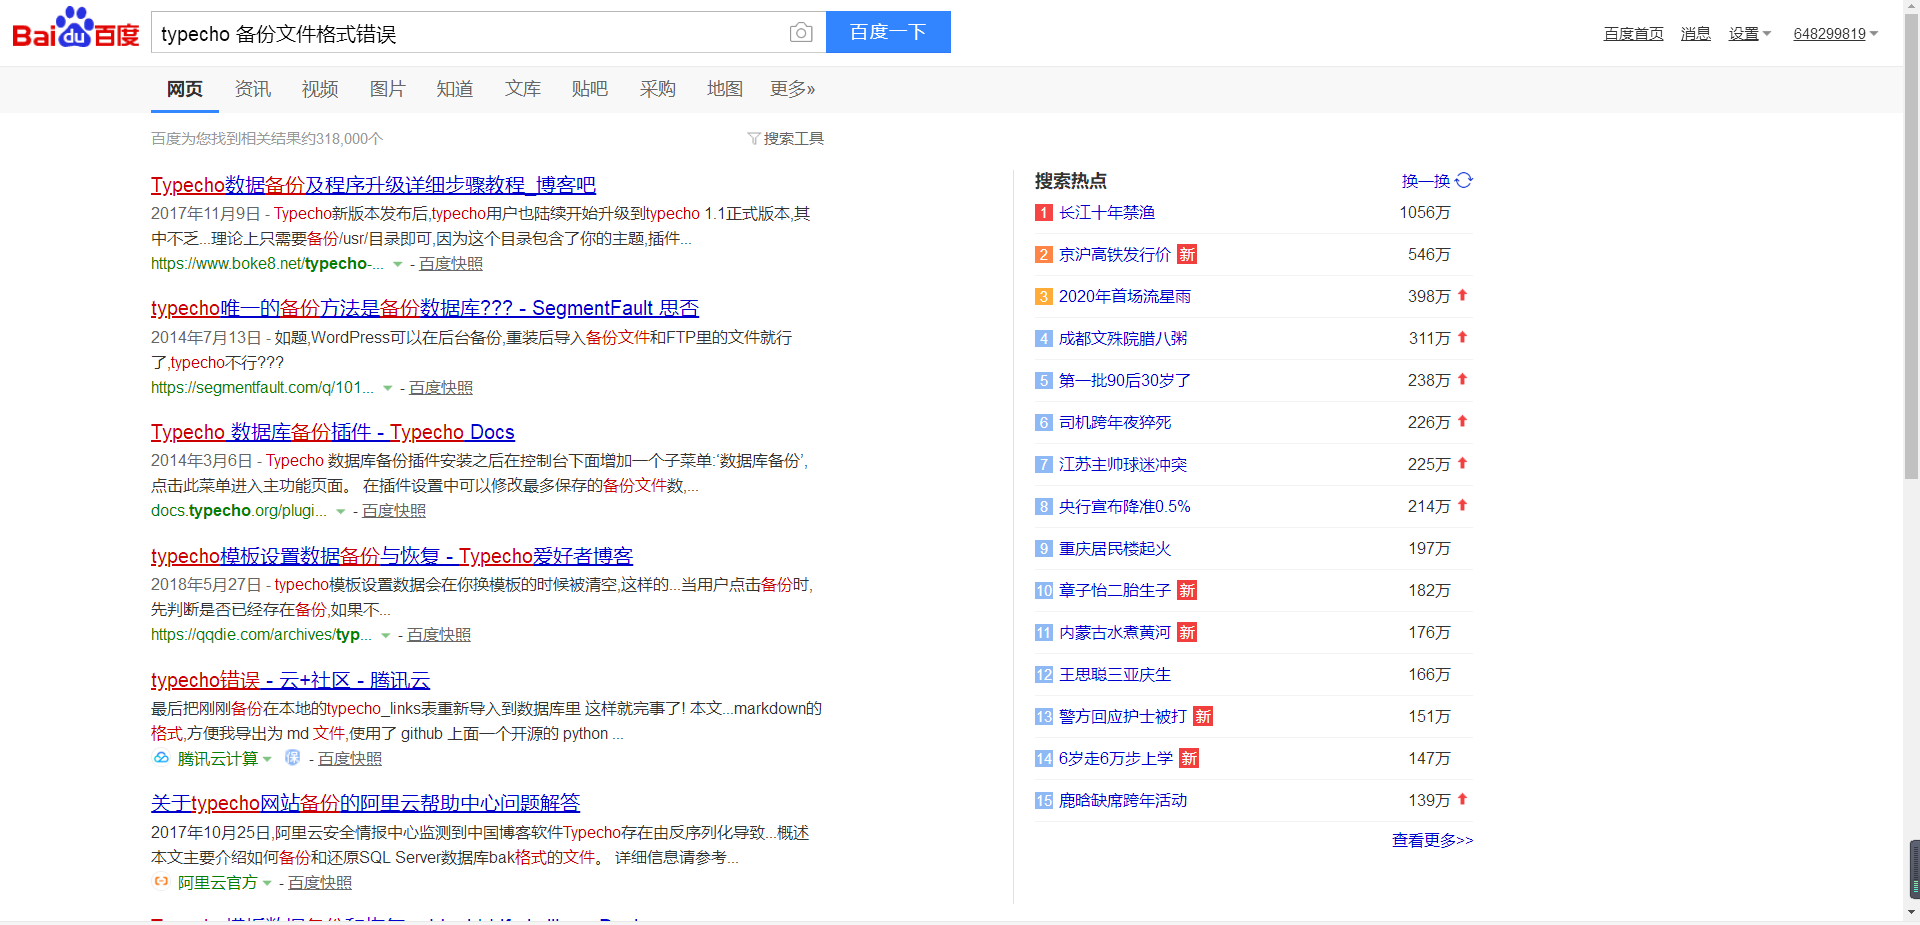 Bai du 百度
typecho 备份文件格式错误
百度一下
百度首页 消息 设置 648299819
网页 资讯 视频 图片 知道 文库 贴吧 采购 地图 更多»
百度为您找到相关结果约318,000个
搜索工具
Typecho数据备份及程序升级详细步骤教程_博客吧
2017年11月9日 - Typecho新版本发布后,typecho用户也陆续开始升级到typecho 1.1正式版本,其
中不乏...理论上只需要备份/usr/目录即可,因为这个目录包含了你的主题,插件...
https://www.boke8.net/typecho-... - 百度快照
typecho唯一的备份方法是备份数据库??? - SegmentFault 思否
2014年7月13日 - 如题,WordPress可以在后台备份,重装后导入备份文件和FTP里的文件就行
了,typecho不行???
https://segmentfault.com/q/101... - 百度快照
Typecho 数据库备份插件 - Typecho Docs
2014年3月6日 - Typecho 数据库备份插件安装之后在控制台下面增加一个子菜单:‘数据库备份’,
点击此菜单进入主功能页面。 在插件设置中可以修改最多保存的备份文件数,...
docs.typecho.org/plugi... - 百度快照
typecho模板设置数据备份与恢复 - Typecho爱好者博客
2018年5月27日 - typecho模板设置数据会在你换模板的时候被清空,这样的...当用户点击备份时,
先判断是否已经存在备份,如果不...
https://qqdie.com/archives/typ... - 百度快照
typecho错误 - 云+社区 - 腾讯云
最后把刚刚备份在本地的typecho_links表重新导入到数据库里 这样就完事了! 本文...markdown的
格式,方便我导出为 md 文件,使用了 github 上面一个开源的 python ...
腾讯云计算 保 - 百度快照
关于typecho网站备份的阿里云帮助中心问题解答
2017年10月25日,阿里云安全情报中心监测到中国博客软件Typecho存在由反序列化导致...概述
本文主要介绍如何备份和还原SQL Server数据库bak格式的文件。 详细信息请参考...
阿里云官方 - 百度快照
搜索热点 换一换
1 长江十年禁渔 1056万
2 京沪高铁发行价 新 546万
3 2020年首场流星雨 398万
4 成都文殊院腊八粥 311万
5 第一批90后30岁了 238万
6 司机跨年夜猝死 226万
7 江苏主帅球迷冲突 225万
8 央行宣布降准0.5% 214万
9 重庆居民楼起火 197万
10 章子怡二胎生子 新 182万
11 内蒙古水煮黄河 新 176万
12 王思聪三亚庆生 166万
13 警方回应护士被打 新 151万
14 6岁走6万步上学 新 147万
15 鹿晗缺席跨年活动 139万
查看更多>>